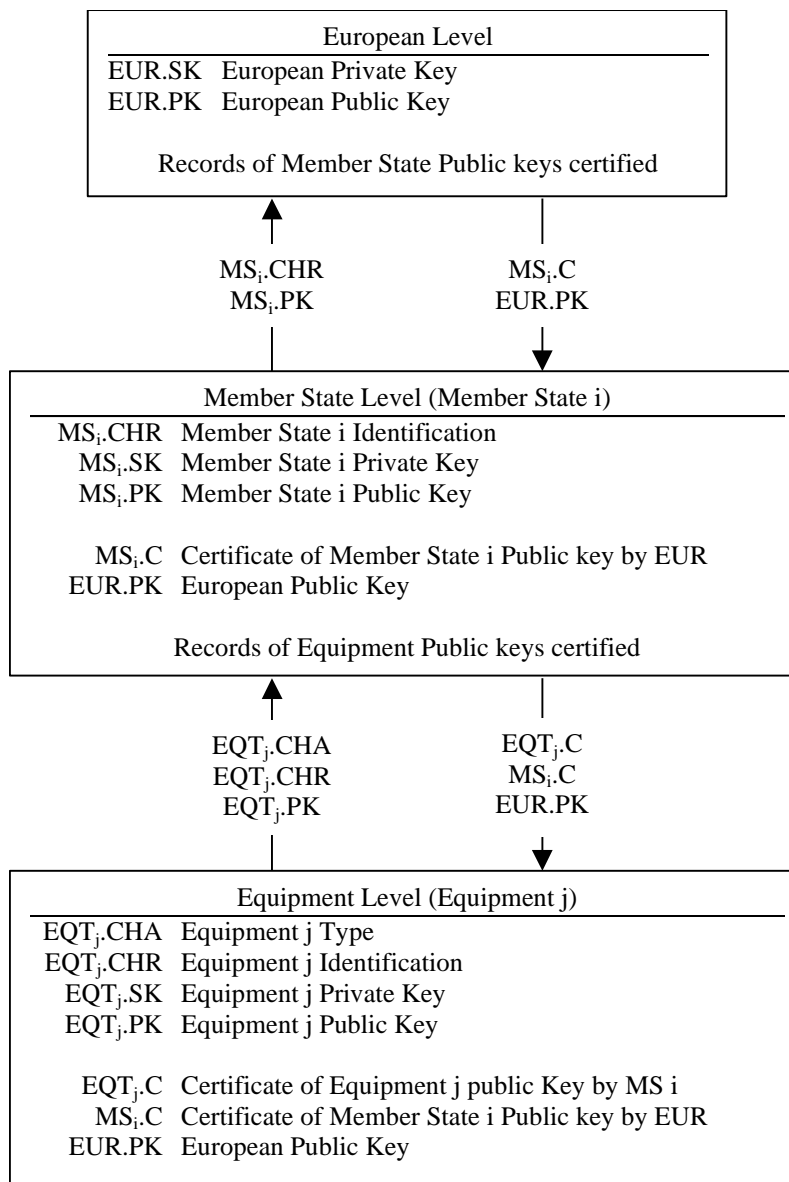 European Level
EUR.SK European Private Key
EUR.PK European Public Key
Records of Member State Public keys certified
MSi.CHR
MSi.PK
MSi.C
EUR.PK
Member State Level (Member State i)
MSi.CHR Member State i Identification
MSi.SK Member State i Private Key
MSi.PK Member State i Public Key
MSi.C Certificate of Member State i Public key by EUR
EUR.PK European Public Key
Records of Equipment Public keys certified
EQTj.CHA
EQTj.CHR
EQTj.PK
EQTj.C
MSi.C
EUR.PK
Equipment Level (Equipment j)
EQTj.CHA Equipment j Type
EQTj.CHR Equipment j Identification
EQTj.SK Equipment j Private Key
EQTj.PK Equipment j Public Key
EQTj.C Certificate of Equipment j public Key by MS i
MSi.C Certificate of Member State i Public key by EUR
EUR.PK European Public Key